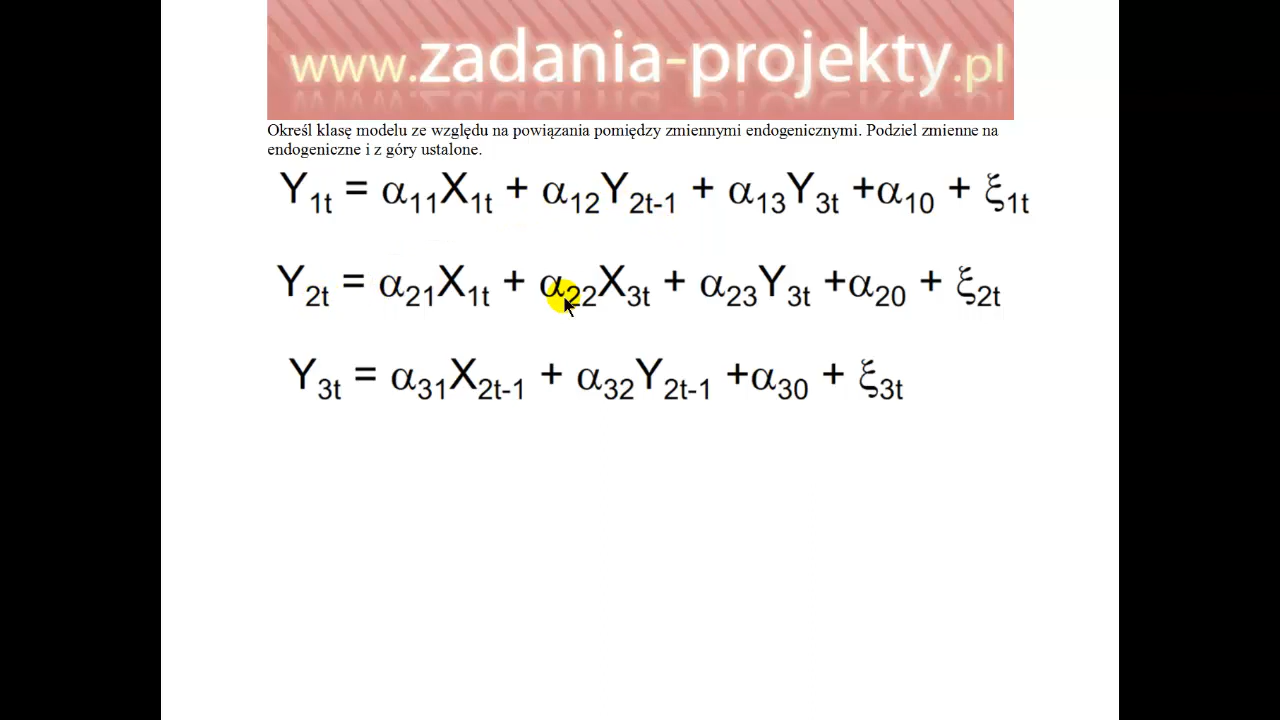 www.zadania-projekty.pl
Określ klasę modelu ze względu na powiązania pomiędzy zmiennymi endogenicznymi. Podziel zmienne na
endogeniczne i z góry ustalone.
Y₁ₜ = α₁₁X₁ₜ + α₁₂Y₂ₜ₋₁ + α₁₃Y₃ₜ +α₁₀ + ξ₁ₜ
Y₂ₜ = α₂₁X₁ₜ + α₂₂X₃ₜ + α₂₃Y₃ₜ +α₂₀ + ξ₂ₜ
Y₃ₜ = α₃₁X₂ₜ₋₁ + α₃₂Y₂ₜ₋₁ +α₃₀ + ξ₃ₜ